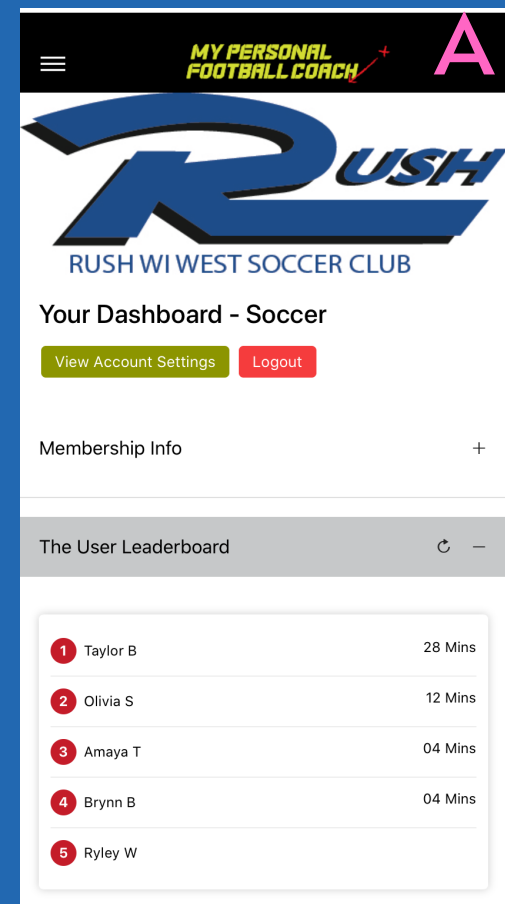 MY PERSONAL
FOOTBALL COACH
A
RUSH
RUSH WI WEST SOCCER CLUB
Your Dashboard - Soccer
View Account Settings Logout
Membership Info +
The User Leaderboard
1 Taylor B 28 Mins
2 Olivia S 12 Mins
3 Amaya T 04 Mins
4 Brynn B 04 Mins
5 Ryley W